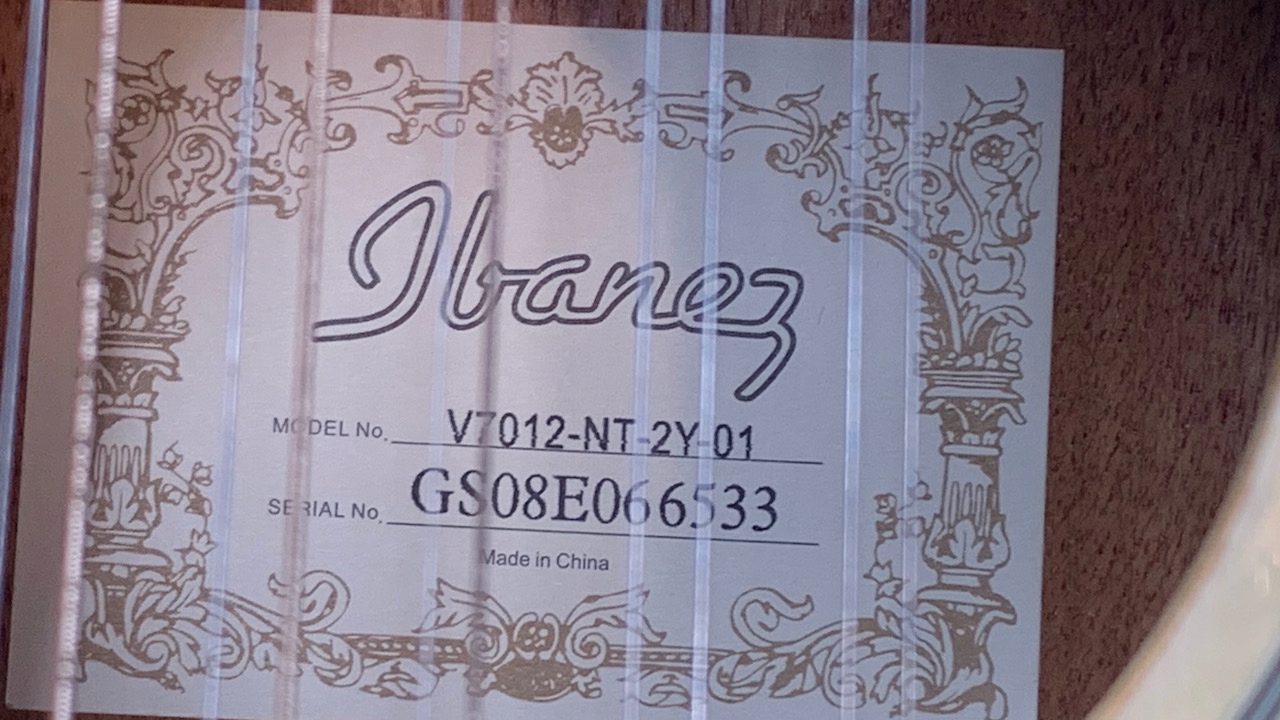 Ibanez
MODEL No. V7012-NT-2Y-01
SERIAL No. GS08E066533
Made in China